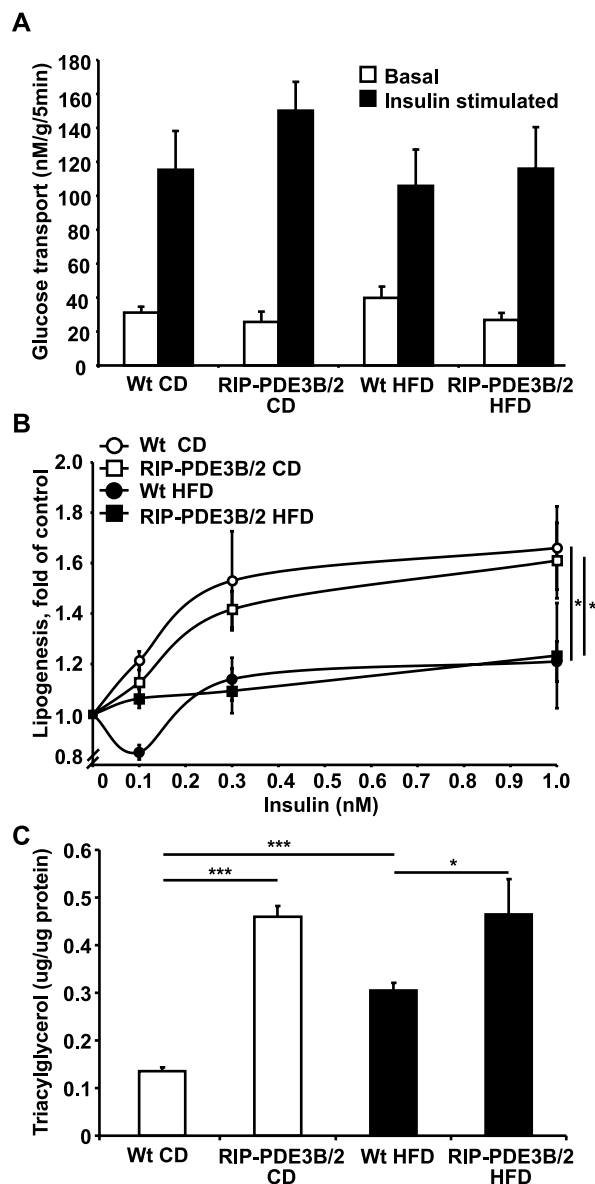 A
Glucose transport (nM/g/5min)
180
160
140
120
100
80
60
40
20
0
Basal
Insulin stimulated
Wt CD
RIP-PDE3B/2
CD
Wt HFD
RIP-PDE3B/2
HFD
B
Lipogenesis, fold of control
2.0
1.8
1.6
1.4
1.2
1.0
0.8
Wt CD
RIP-PDE3B/2 CD
Wt HFD
RIP-PDE3B/2 HFD
* *
0 0.1 0.2 0.3 0.4 0.5 0.6 0.7 0.8 0.9 1.0
Insulin (nM)
C
Triacylglycerol (ug/ug protein)
0.6
0.5
0.4
0.3
0.2
0.1
0
***
***
*
Wt CD
RIP-PDE3B/2
CD
Wt HFD
RIP-PDE3B/2
HFD